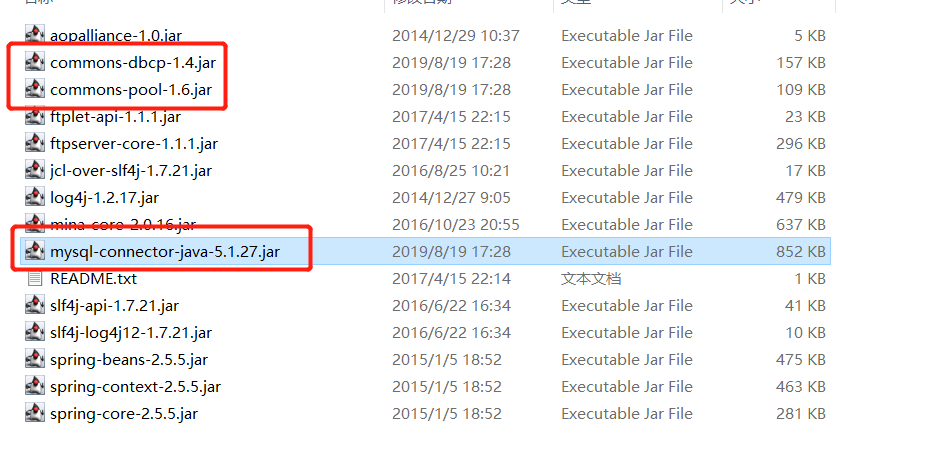 名称 修改日期 类型 大小
aopalliance-1.0.jar 2014/12/29 10:37 Executable Jar File 5 KB
commons-dbcp-1.4.jar 2019/8/19 17:28 Executable Jar File 157 KB
commons-pool-1.6.jar 2019/8/19 17:28 Executable Jar File 109 KB
ftplet-api-1.1.1.jar 2017/4/15 22:15 Executable Jar File 23 KB
ftpserver-core-1.1.1.jar 2017/4/15 22:15 Executable Jar File 296 KB
jcl-over-slf4j-1.7.21.jar 2016/8/25 10:21 Executable Jar File 17 KB
log4j-1.2.17.jar 2014/12/27 9:05 Executable Jar File 479 KB
mina-core-2.0.16.jar 2016/10/23 20:55 Executable Jar File 637 KB
mysql-connector-java-5.1.27.jar 2019/8/19 17:28 Executable Jar File 852 KB
README.txt 2017/4/15 22:14 文本文档 1 KB
slf4j-api-1.7.21.jar 2016/6/22 16:34 Executable Jar File 41 KB
slf4j-log4j12-1.7.21.jar 2016/6/22 16:34 Executable Jar File 10 KB
spring-beans-2.5.5.jar 2015/1/5 18:52 Executable Jar File 475 KB
spring-context-2.5.5.jar 2015/1/5 18:52 Executable Jar File 463 KB
spring-core-2.5.5.jar 2015/1/5 18:52 Executable Jar File 281 KB